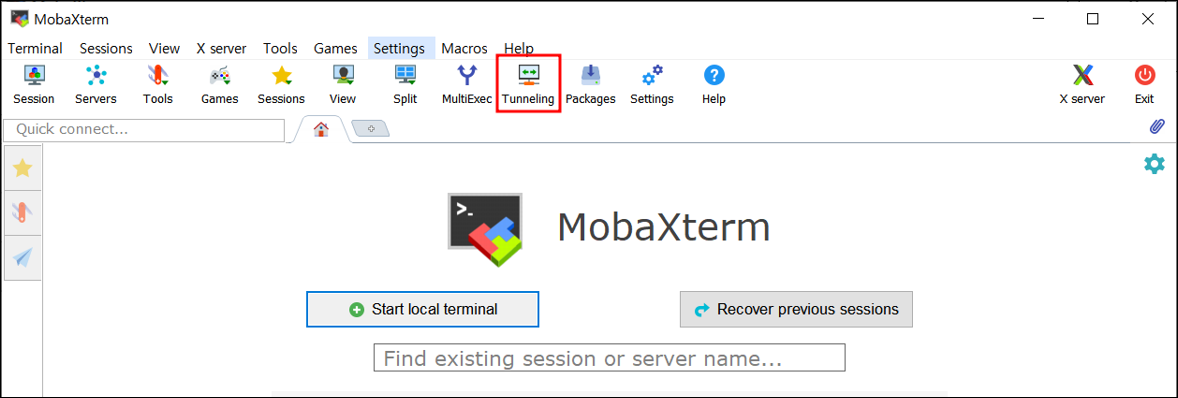 MobaXterm
Terminal Sessions View X server Tools Games Settings Macros Help
Session Servers Tools Games Sessions View Split MultiExec Tunneling Packages Settings Help X server Exit
Quick connect...
>_
MobaXterm
Start local terminal Recover previous sessions
Find existing session or server name...